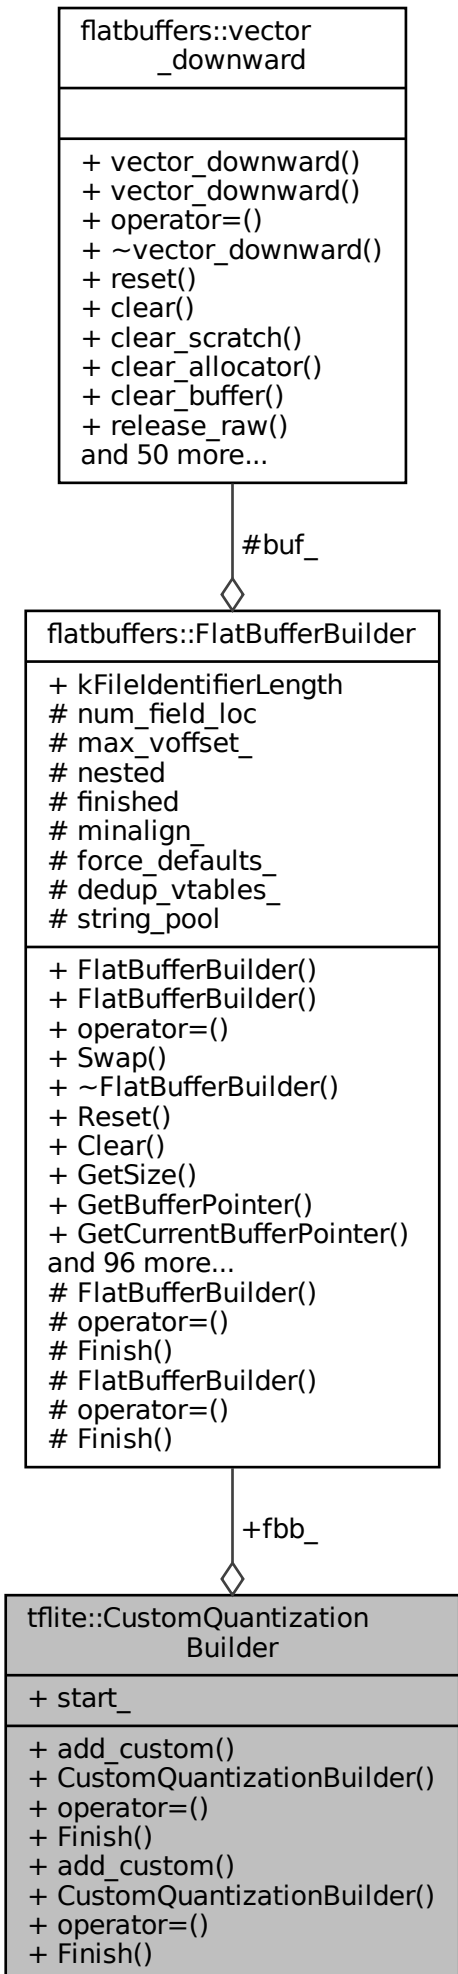 flatbuffers::vector
_downward
+ vector_downward()
+ vector_downward()
+ operator=()
+ ~vector_downward()
+ reset()
+ clear()
+ clear_scratch()
+ clear_allocator()
+ clear_buffer()
+ release_raw()
and 50 more...
#buf_
flatbuffers::FlatBufferBuilder
+ kFileIdentifierLength
# num_field_loc
# max_voffset_
# nested
# finished
# minalign_
# force_defaults_
# dedup_vtables_
# string_pool
+ FlatBufferBuilder()
+ FlatBufferBuilder()
+ operator=()
+ Swap()
+ ~FlatBufferBuilder()
+ Reset()
+ Clear()
+ GetSize()
+ GetBufferPointer()
+ GetCurrentBufferPointer()
and 96 more...
# FlatBufferBuilder()
# operator=()
# Finish()
# FlatBufferBuilder()
# operator=()
# Finish()
+fbb_
tflite::CustomQuantization
Builder
+ start_
+ add_custom()
+ CustomQuantizationBuilder()
+ operator=()
+ Finish()
+ add_custom()
+ CustomQuantizationBuilder()
+ operator=()
+ Finish()